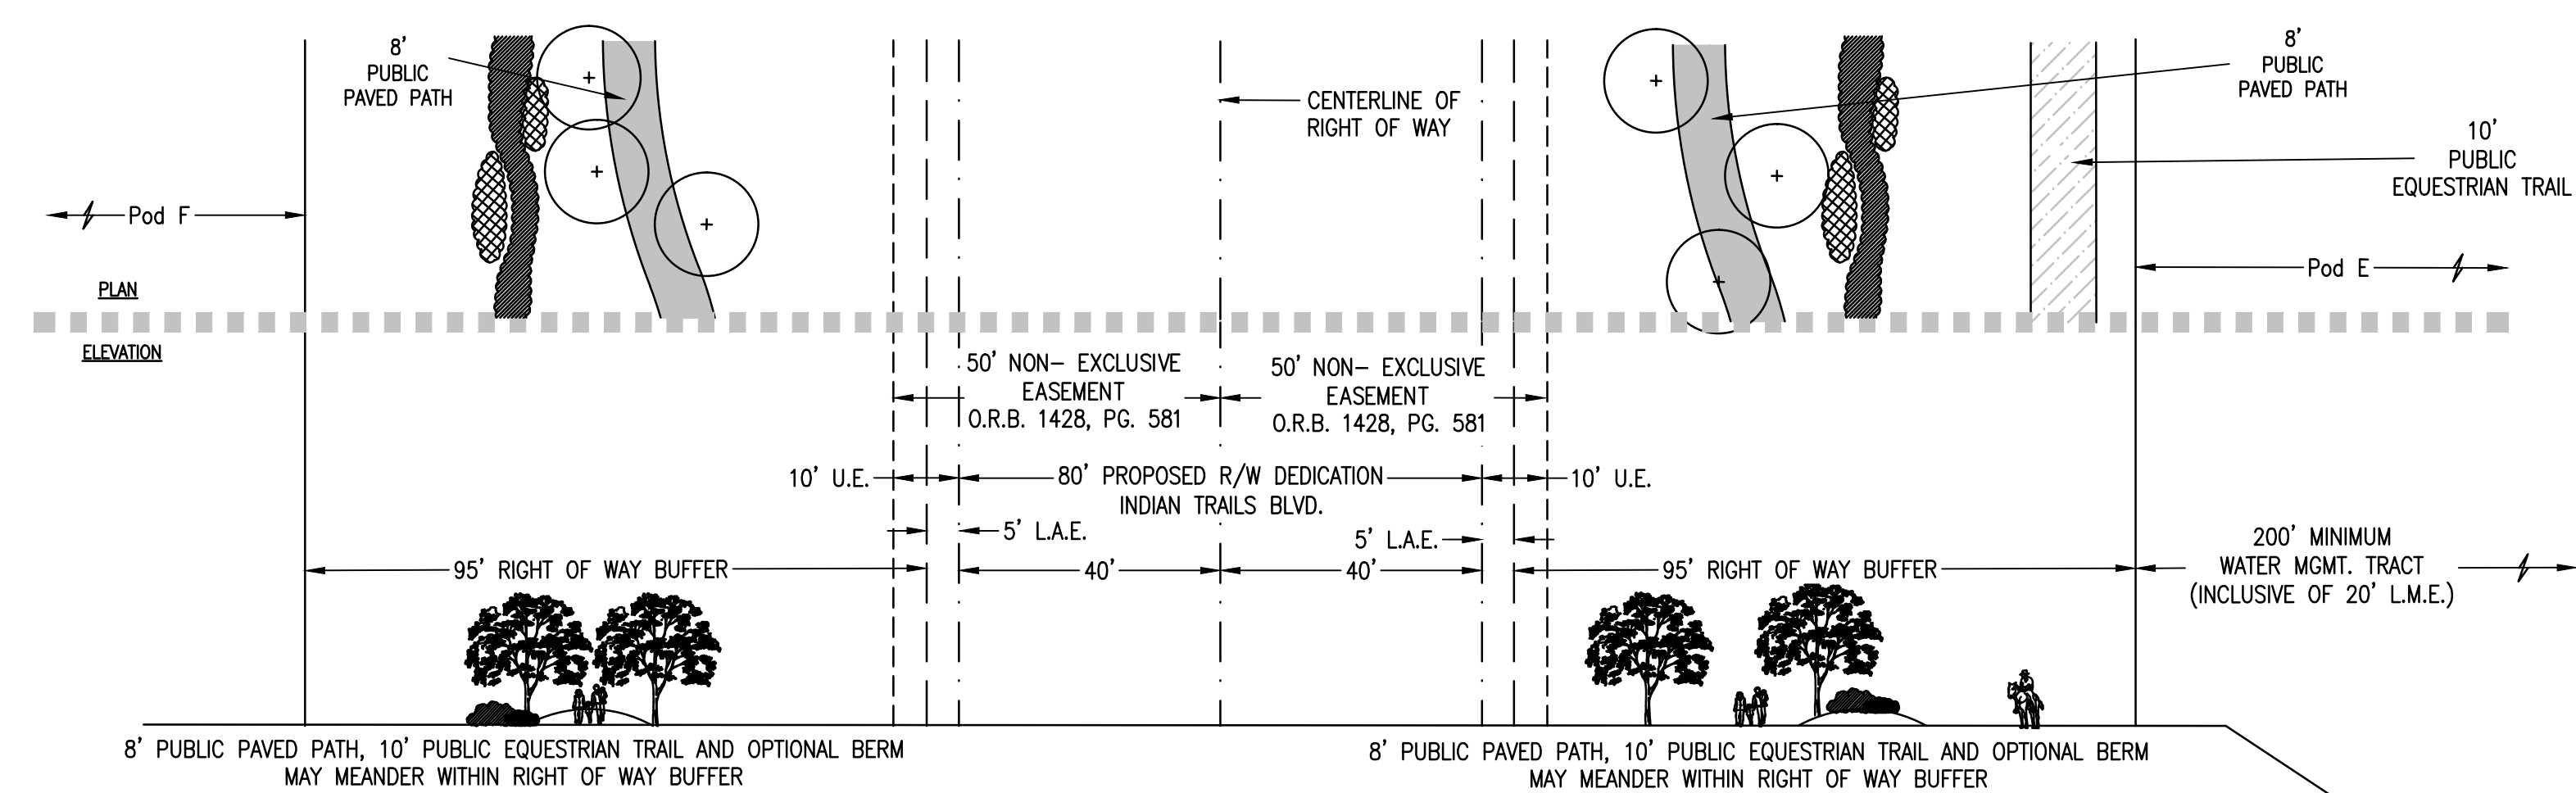 8'
PUBLIC
PAVED PATH
CENTERLINE OF
RIGHT OF WAY
8'
PUBLIC
PAVED PATH
10'
PUBLIC
EQUESTRIAN TRAIL
Pod F
Pod E
PLAN
ELEVATION
50' NON- EXCLUSIVE
EASEMENT
O.R.B. 1428, PG. 581
50' NON- EXCLUSIVE
EASEMENT
O.R.B. 1428, PG. 581
10' U.E.
80' PROPOSED R/W DEDICATION
INDIAN TRAILS BLVD.
10' U.E.
5' L.A.E.
5' L.A.E.
95' RIGHT OF WAY BUFFER
40'
40'
95' RIGHT OF WAY BUFFER
200' MINIMUM
WATER MGMT. TRACT
(INCLUSIVE OF 20' L.M.E.)
8' PUBLIC PAVED PATH, 10' PUBLIC EQUESTRIAN TRAIL AND OPTIONAL BERM
MAY MEANDER WITHIN RIGHT OF WAY BUFFER
8' PUBLIC PAVED PATH, 10' PUBLIC EQUESTRIAN TRAIL AND OPTIONAL BERM
MAY MEANDER WITHIN RIGHT OF WAY BUFFER